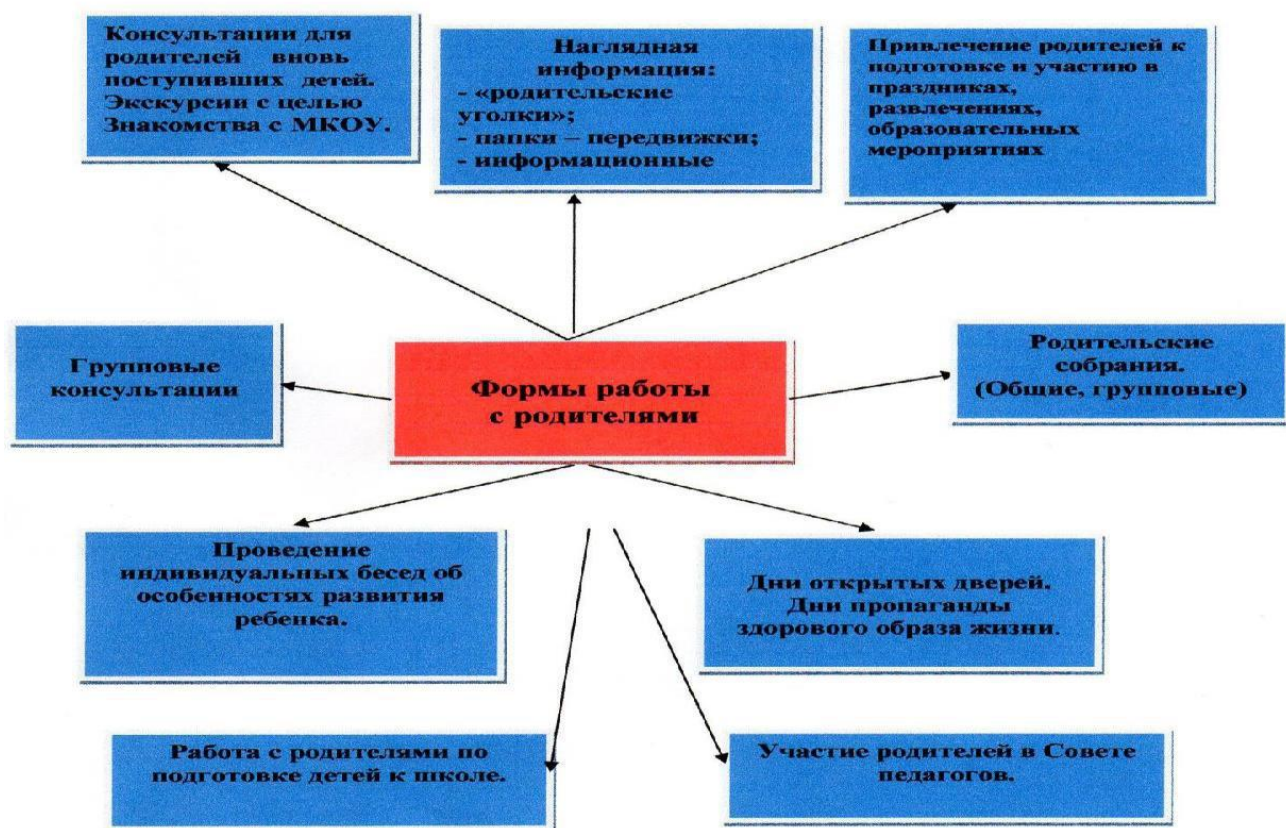 Консультации для
родителей вновь
поступивших детей.
Экскурсии с целью
Знакомства с МКОУ.
Наглядная
информация:
- «родительские
уголки»;
- папки – передвижки;
- информационные
Привлечение родителей к
подготовке и участию в
праздниках,
развлечениях,
образовательных
мероприятиях
Групповые
консультации
Формы работы
с родителями
Родительские
собрания.
(Общие, групповые)
Проведение
индивидуальных бесед об
особенностях развития
ребенка.
Дни открытых дверей.
Дни пропаганды
здорового образа жизни.
Работа с родителями по
подготовке детей к школе.
Участие родителей в Совете
педагогов.